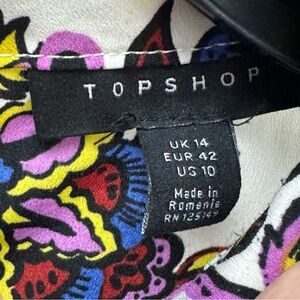 TOPSHOP
UK 14
EUR 42
US 10
Made in
Romania
RN 125149